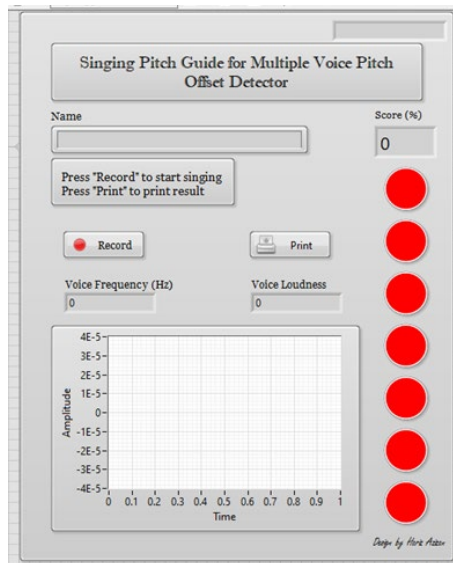 Singing Pitch Guide for Multiple Voice Pitch
Offset Detector
Name
Score (%)
0
Press "Record" to start singing
Press "Print" to print result
Record
Print
Voice Frequency (Hz)
Voice Loudness
0
0
4E-5
3E-5
2E-5
1E-5
0
-1E-5
-2E-5
-3E-5
-4E-5
Amplitude
0 0.1 0.2 0.3 0.4 0.5 0.6 0.7 0.8 0.9 1
Time
Design by Haris